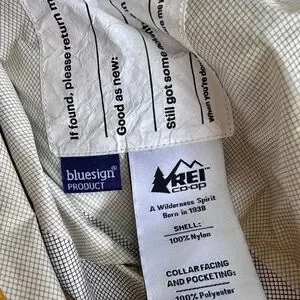 If found, please return m
Good as new:
Still got some
When you're do
bluesign®
PRODUCT
REI
CO·OP
A Wilderness Spirit
Born in 1938
SHELL:
100% Nylon
COLLAR FACING
AND POCKETING:
100% Polyester